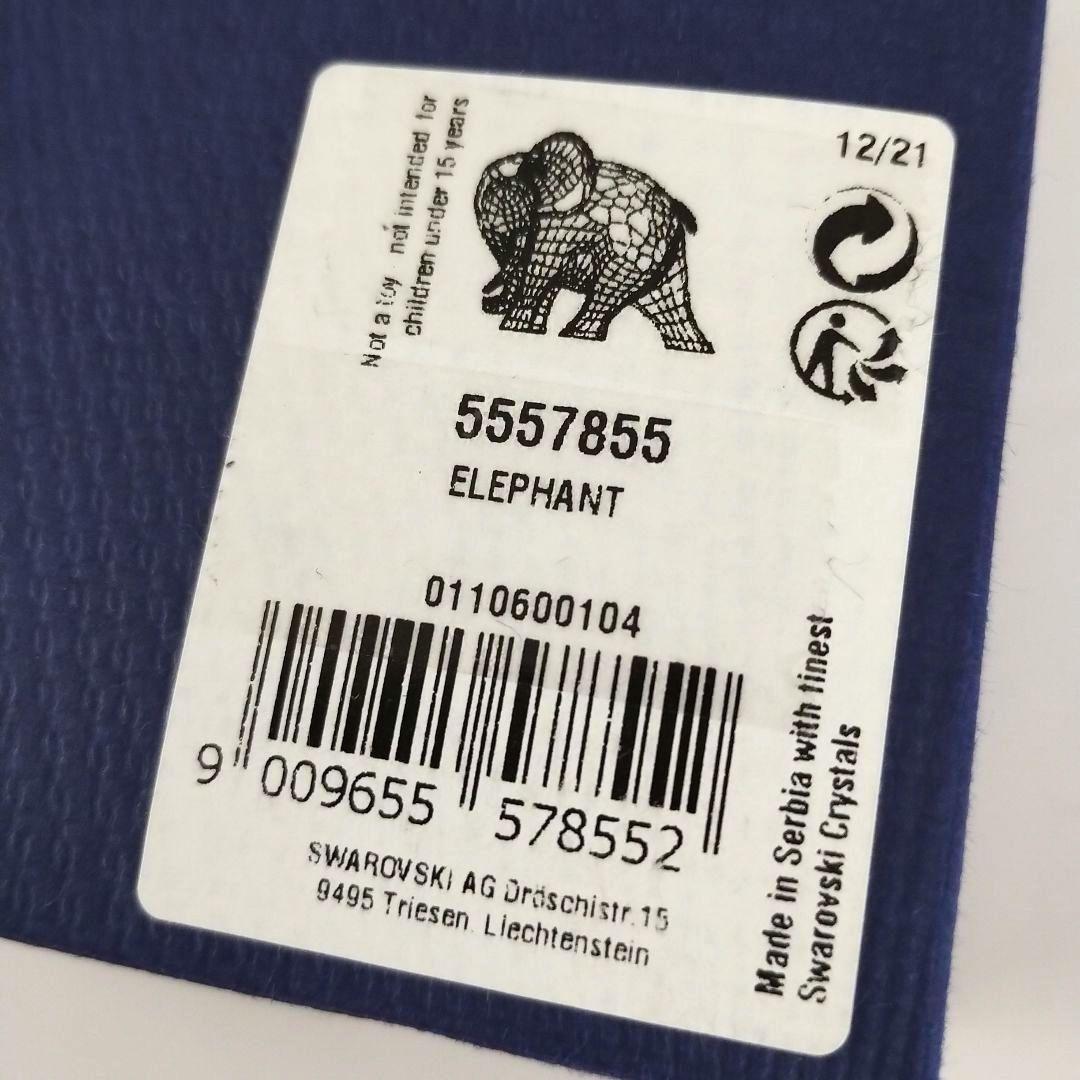 Not a toy - not intended for
children under 15 years
12/21
5557855
ELEPHANT
0110600104
9 009655 578552
SWAROVSKI AG Dröschistr. 15
9495 Triesen. Liechtenstein
Made in Serbia with finest
Swarovski Crystals